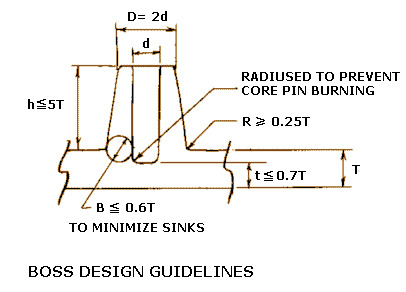 D= 2d
d
RADIUSED TO PREVENT
CORE PIN BURNING
h≦5T
R ⩾ 0.25T
T
t≦0.7T
B ≦ 0.6T
TO MINIMIZE SINKS
BOSS DESIGN GUIDELINES